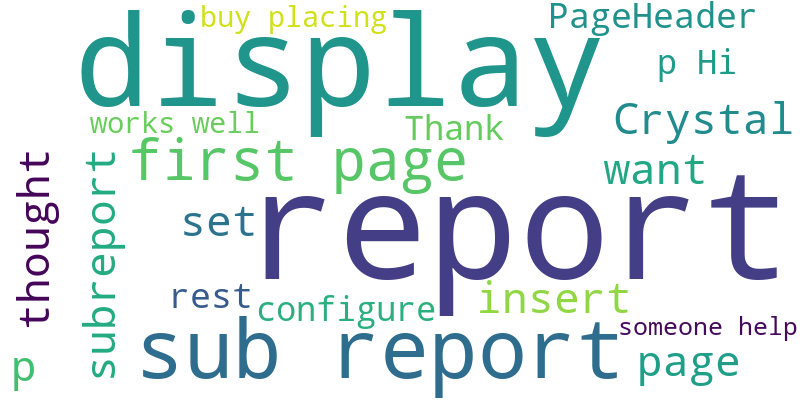 buy placing
PageHeader
display
p Hi
works well
Thank
Crystal
first page
want
thought
subreport
set
report
rest
configure
insert
sub report
someone help
p
page